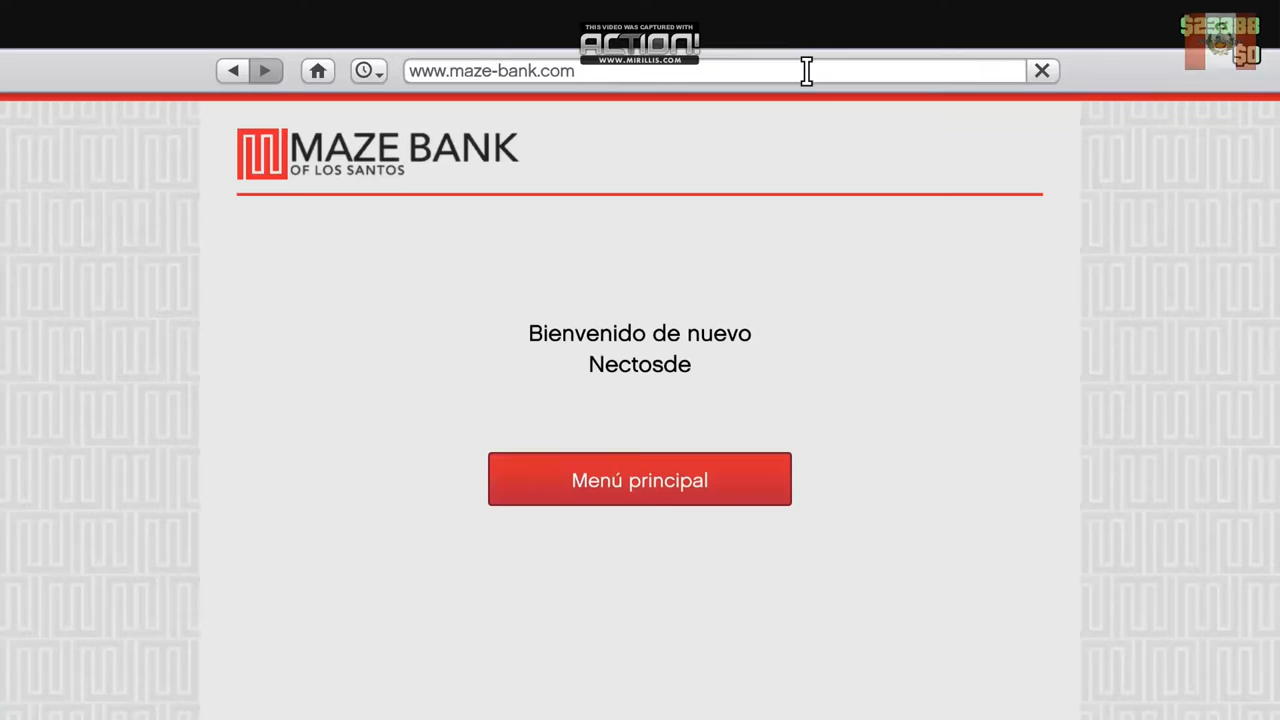 THIS VIDEO WAS CAPTURED WITH
ACTION!
WWW.MIRILLIS.COM
$0
www.maze-bank.com
MAZE BANK
OF LOS SANTOS
Bienvenido de nuevo
Nectosde
Menú principal